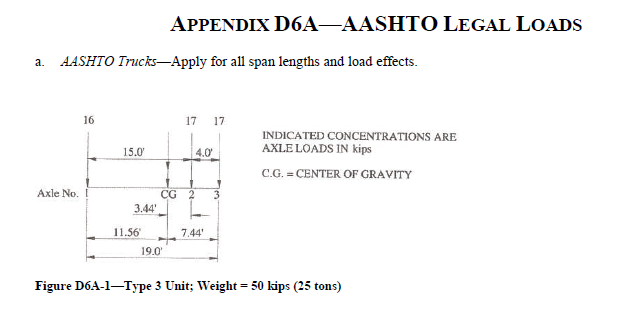 APPENDIX D6A—AASHTO LEGAL LOADS
a. AASHTO Trucks—Apply for all span lengths and load effects.
16 17 17
INDICATED CONCENTRATIONS ARE
15.0' 4.0' AXLE LOADS IN kips
C.G. = CENTER OF GRAVITY
Axle No. 1 CG 2 3
3.44'
11.56' 7.44'
19.0'
Figure D6A-1—Type 3 Unit; Weight = 50 kips (25 tons)